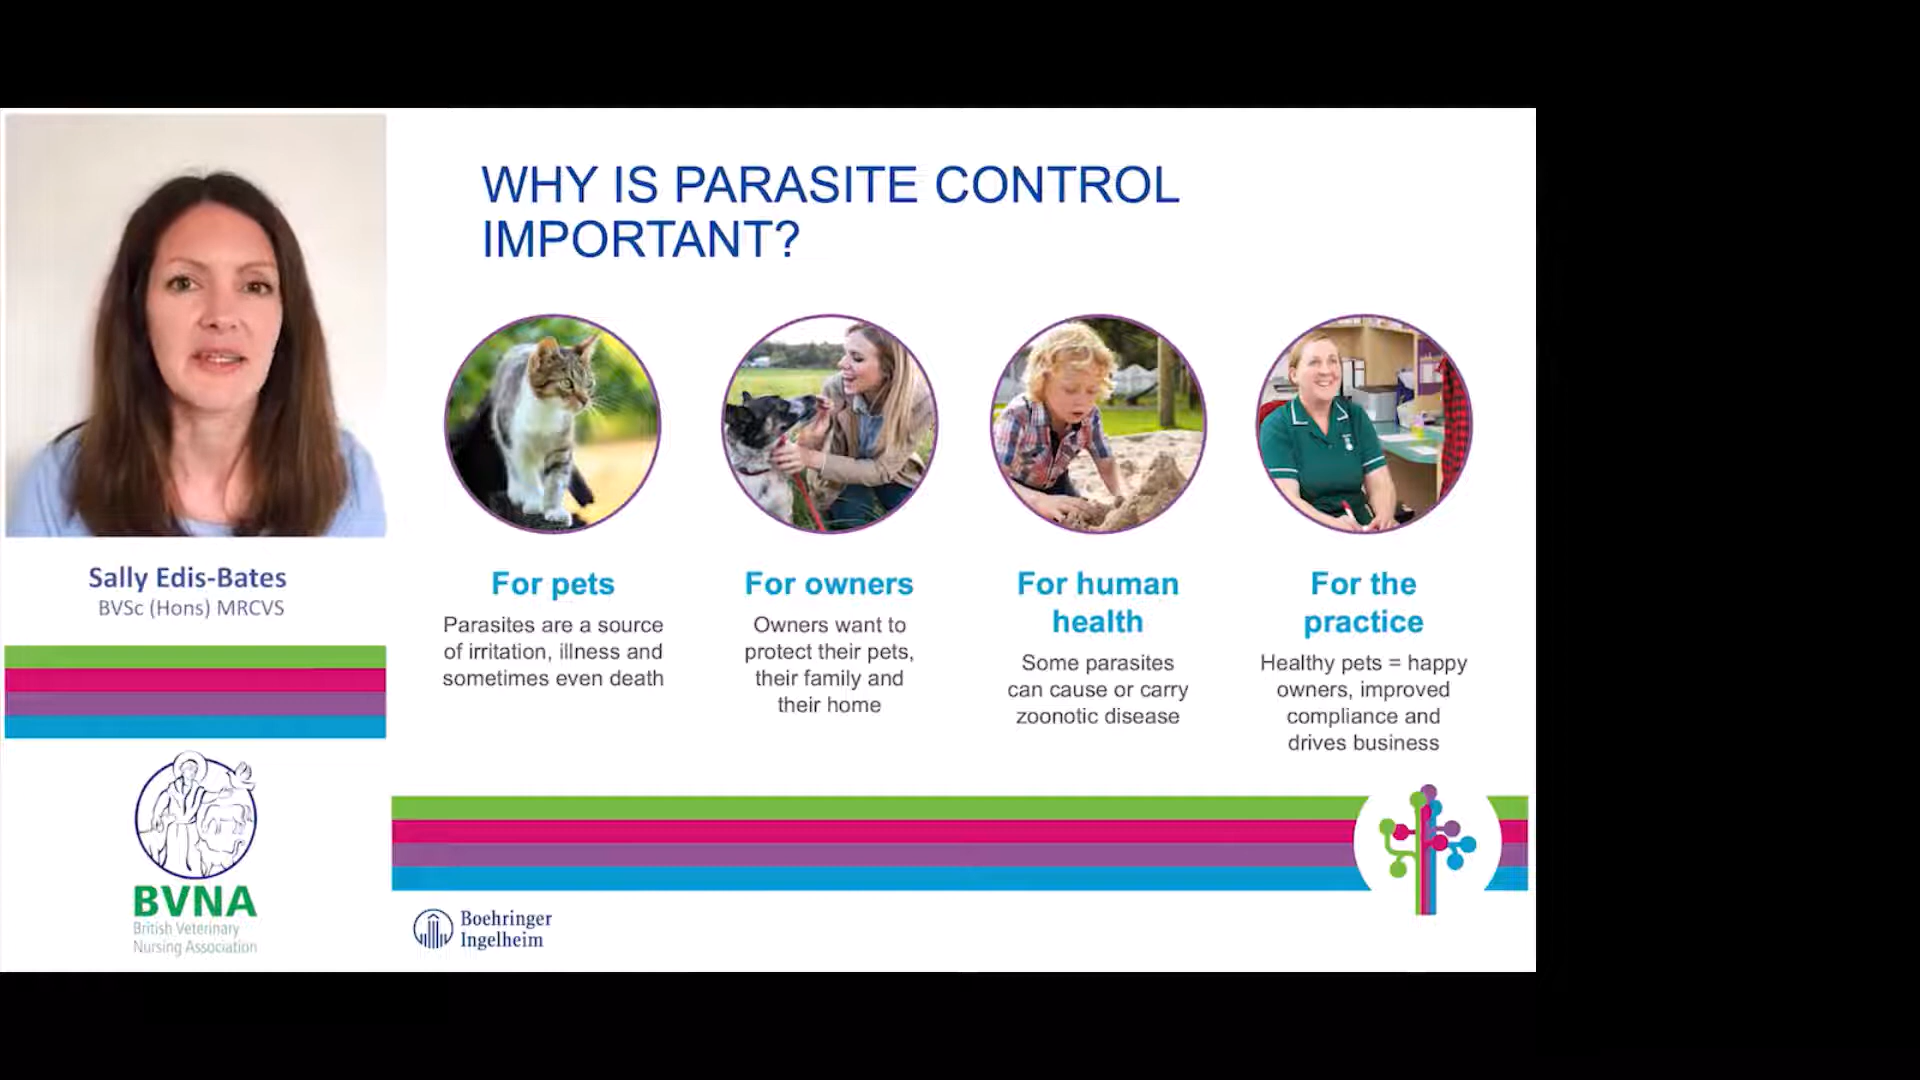 WHY IS PARASITE CONTROL
IMPORTANT?
Sally Edis-Bates
BVSc (Hons) MRCVS
For pets
Parasites are a source
of irritation, illness and
sometimes even death
For owners
Owners want to
protect their pets,
their family and
their home
For human
health
Some parasites
can cause or carry
zoonotic disease
For the
practice
Healthy pets = happy
owners, improved
compliance and
drives business
BVNA
British Veterinary
Nursing Association
Boehringer
Ingelheim